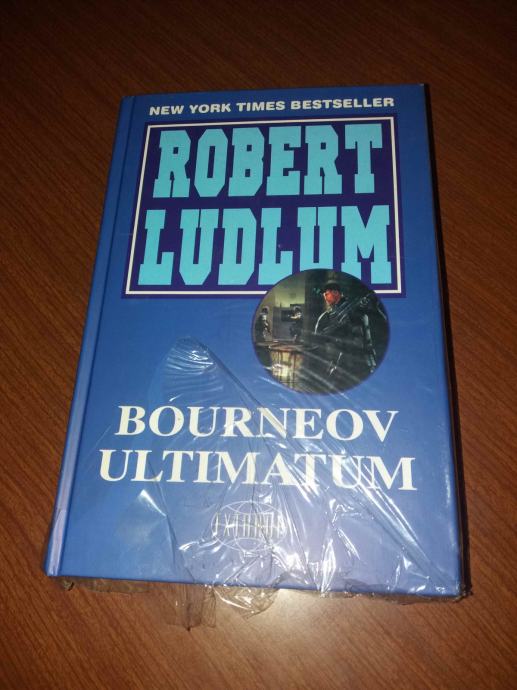 NEW YORK TIMES BESTSELLER
ROBERT
LUDLUM
BOURNEOV
ULTIMATUM